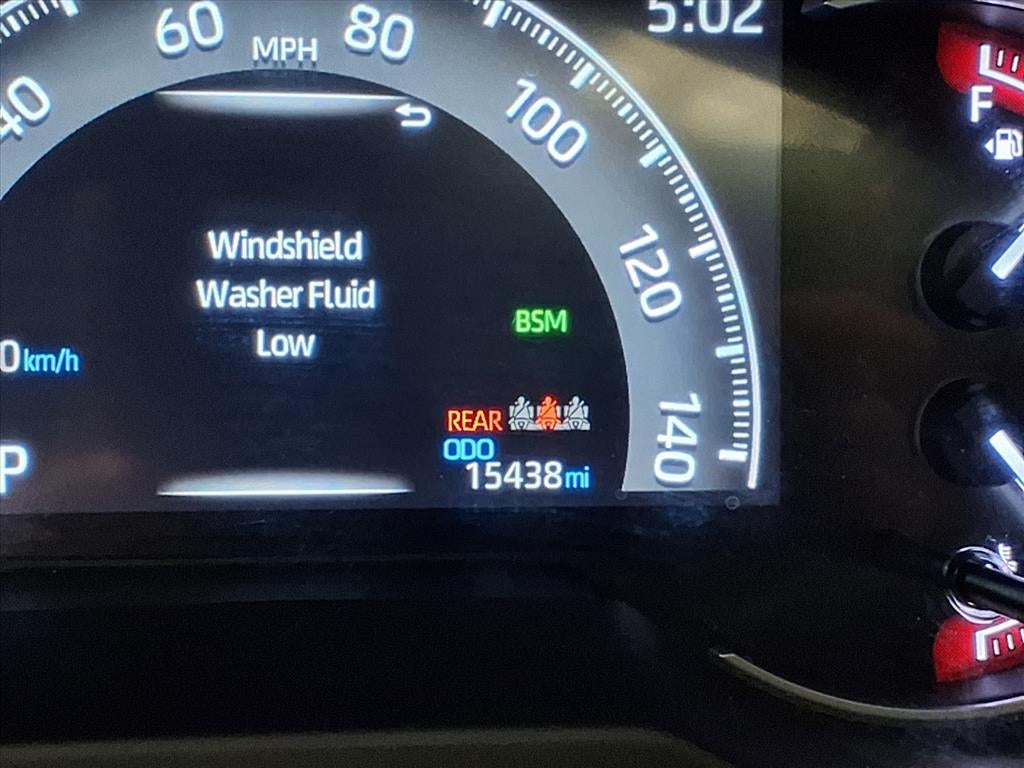 5:02
60
80
MPH
40
100
F
Windshield
120
Washer Fluid
BSM
Low
0 km/h
REAR
140
ODO
P
15438 mi